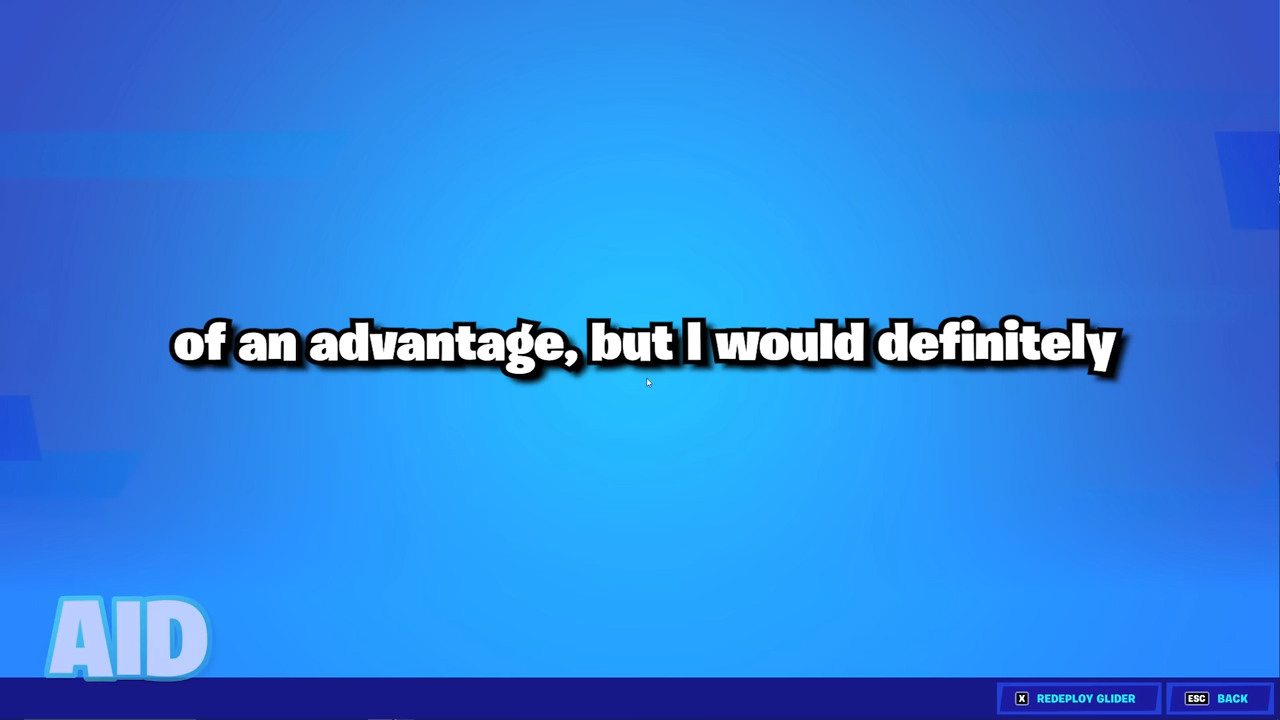 of an advantage, but I would definitely
AID
X REDEPLOY GLIDER
ESC BACK